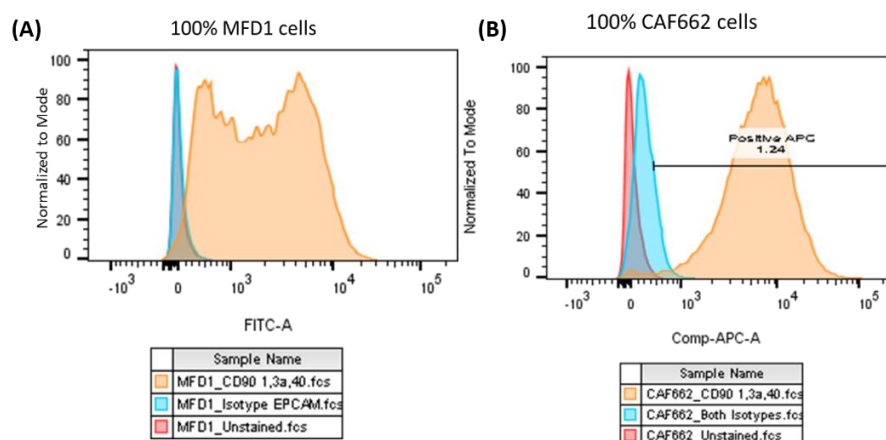 (A)
100% MFD1 cells
Normalized to Mode
100
80
60
40
20
0
-10³
0
10³
10⁴
10⁵
FITC-A
Sample Name
MFD1_CD90 1,3a,40.fcs
MFD1_Isotype EPCAM.fcs
MFD1_Unstained.fcs
(B)
100% CAF662 cells
Normalized To Mode
100
80
60
40
20
0
Positive APC
1.24
-10³
0
10³
10⁴
10⁵
Comp-APC-A
Sample Name
CAF662_CD90 1,3a,40.fcs
CAF662_Both Isotypes.fcs
CAF662_Unstained.fcs